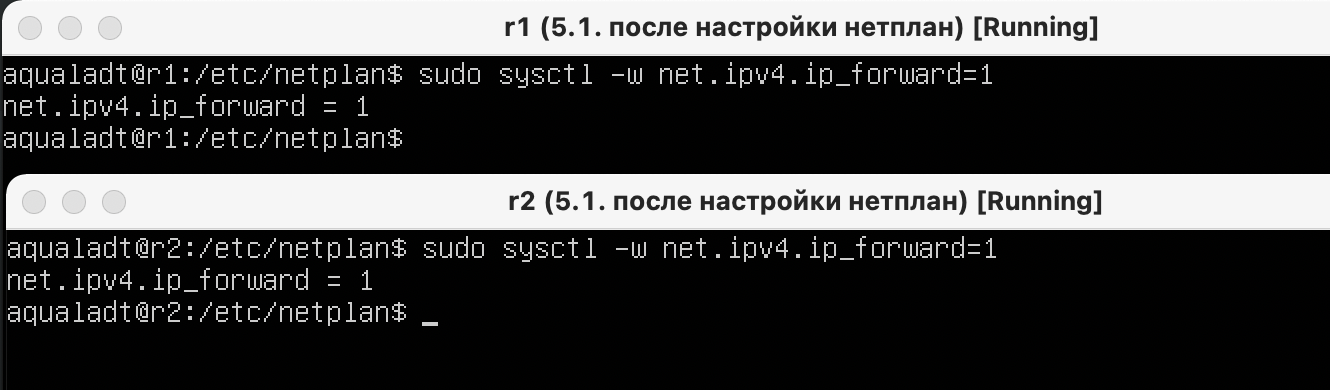 r1 (5.1. после настройки нетплан) [Running]
aqualadt@r1:/etc/netplan$ sudo sysctl -w net.ipv4.ip_forward=1
net.ipv4.ip_forward = 1
aqualadt@r1:/etc/netplan$
r2 (5.1. после настройки нетплан) [Running]
aqualadt@r2:/etc/netplan$ sudo sysctl -w net.ipv4.ip_forward=1
net.ipv4.ip_forward = 1
aqualadt@r2:/etc/netplan$ _